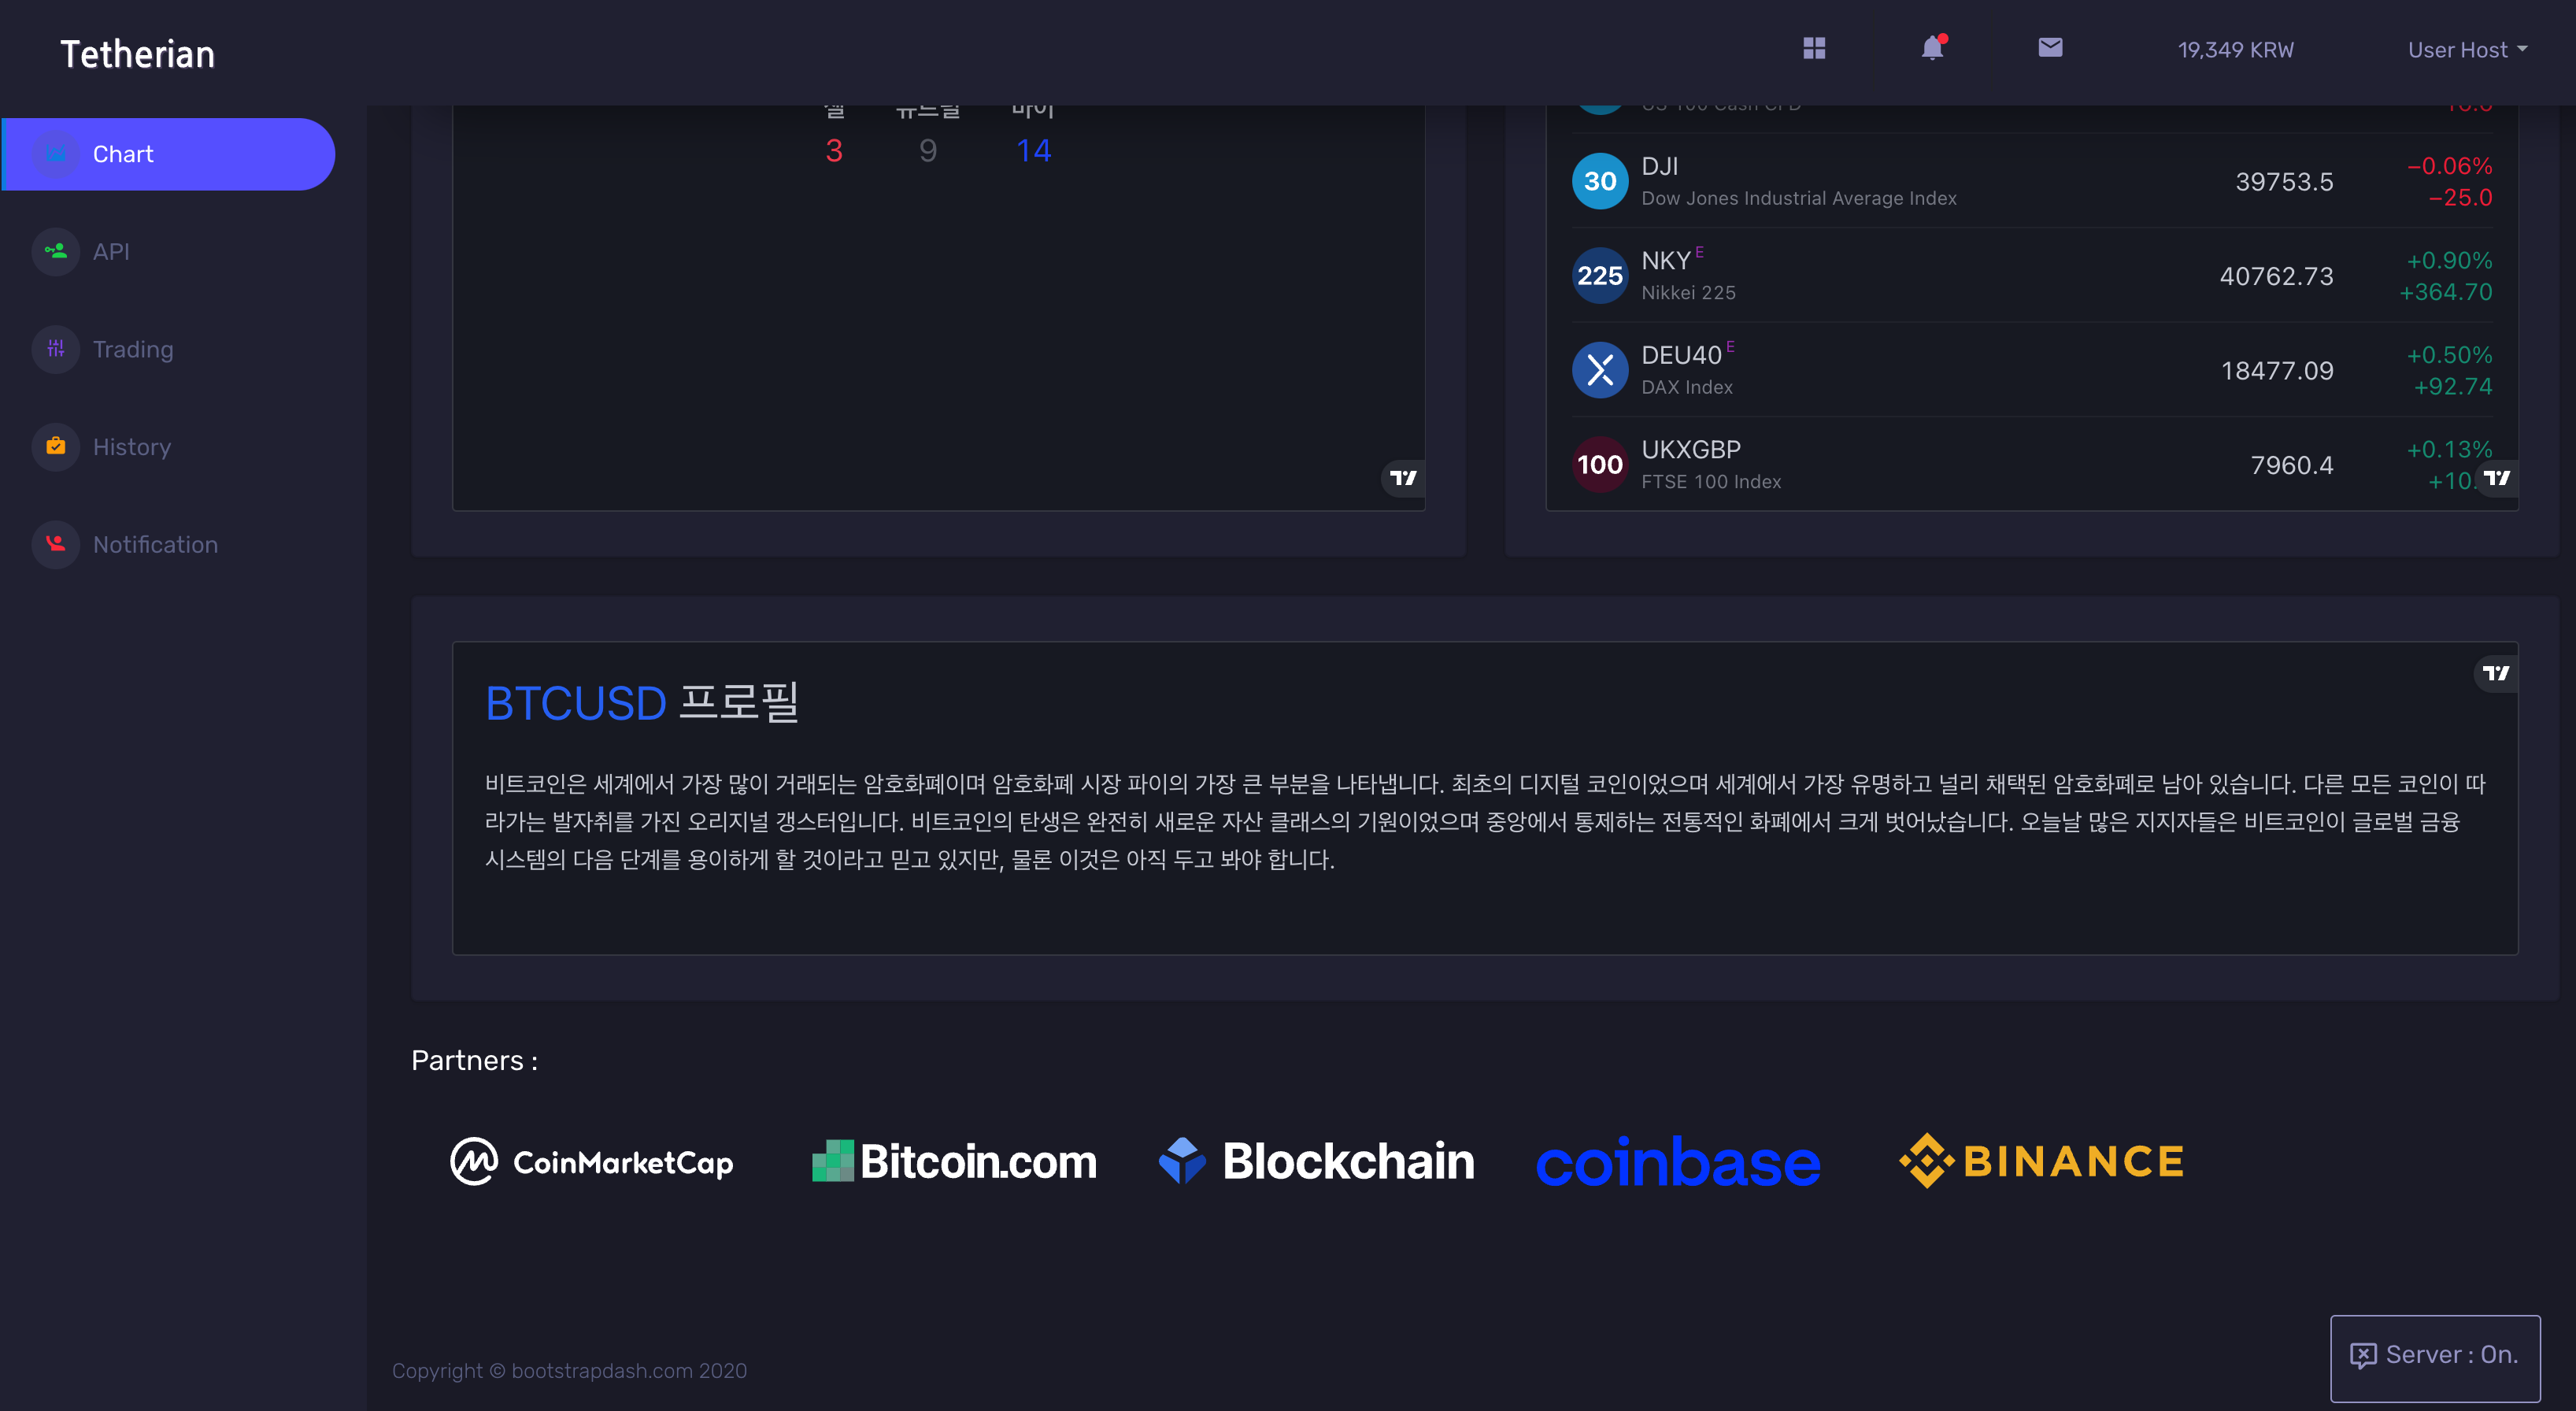 Tetherian
19,349 KRW
User Host
Chart
API
Trading
History
Notification
셀 뉴트럴 바이
3 9 14
US 100 Cash CFD
30
DJI
Dow Jones Industrial Average Index
39753.5
−0.06%
−25.0
225
NKY E
Nikkei 225
40762.73
+0.90%
+364.70
DEU40 E
DAX Index
18477.09
+0.50%
+92.74
100
UKXGBP
FTSE 100 Index
7960.4
+0.13%
+10.
BTCUSD 프로필
비트코인은 세계에서 가장 많이 거래되는 암호화폐이며 암호화폐 시장 파이의 가장 큰 부분을 나타냅니다. 최초의 디지털 코인이었으며 세계에서 가장 유명하고 널리 채택된 암호화폐로 남아 있습니다. 다른 모든 코인이 따
라가는 발자취를 가진 오리지널 갱스터입니다. 비트코인의 탄생은 완전히 새로운 자산 클래스의 기원이었으며 중앙에서 통제하는 전통적인 화폐에서 크게 벗어났습니다. 오늘날 많은 지지자들은 비트코인이 글로벌 금융
시스템의 다음 단계를 용이하게 할 것이라고 믿고 있지만, 물론 이것은 아직 두고 봐야 합니다.
Partners :
CoinMarketCap
Bitcoin.com
Blockchain
coinbase
BINANCE
Server : On.
Copyright © bootstrapdash.com 2020